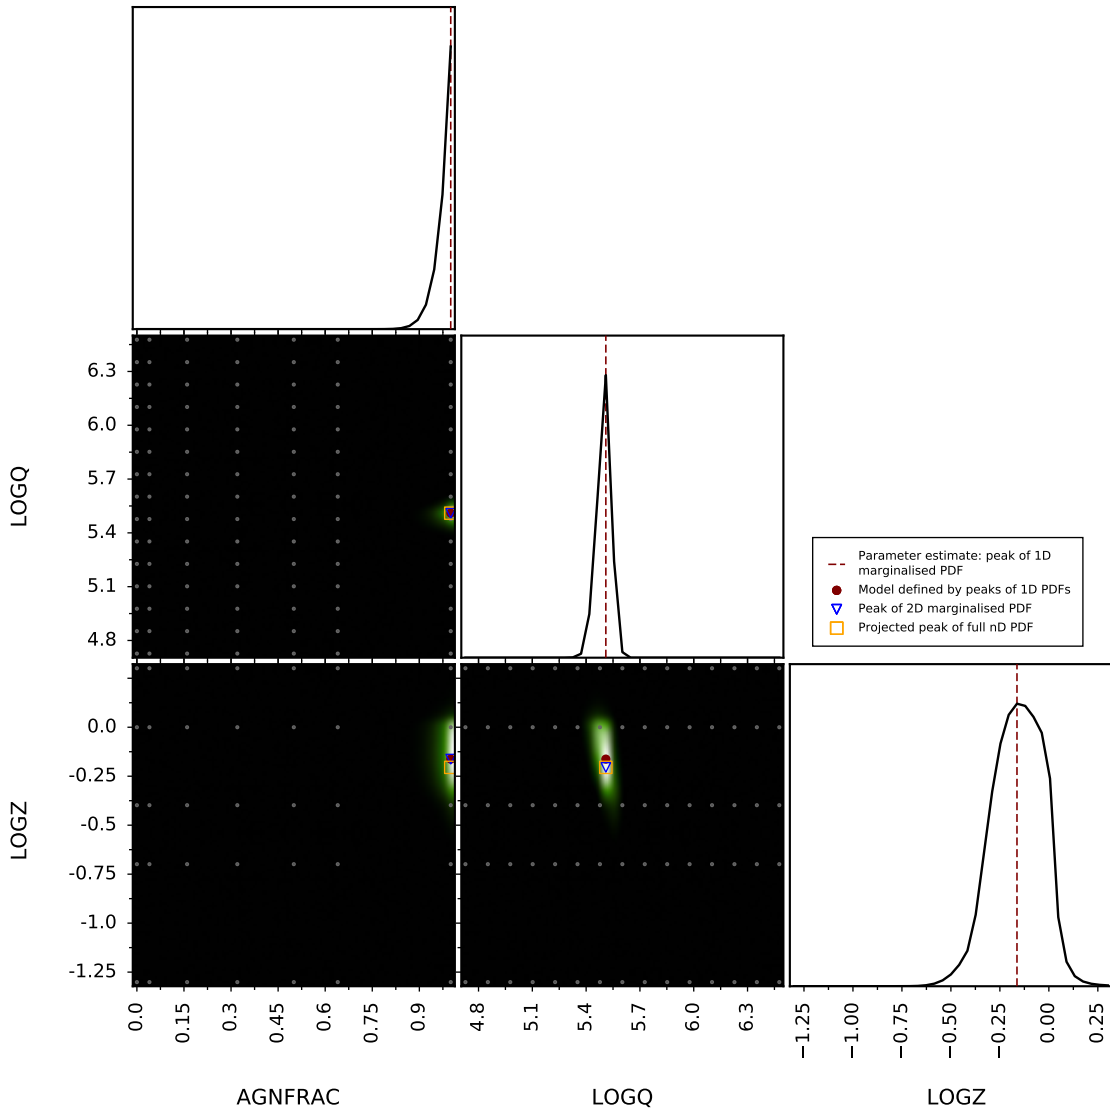 LOGQ
6.3
6.0
5.7
5.4
5.1
4.8
Parameter estimate: peak of 1D
marginalised PDF
Model defined by peaks of 1D PDFs
Peak of 2D marginalised PDF
Projected peak of full nD PDF
LOGZ
0.0
-0.25
-0.5
-0.75
-1.0
-1.25
0.0 0.15 0.3 0.45 0.6 0.75 0.9
4.8 5.1 5.4 5.7 6.0 6.3
−1.25 −1.00 −0.75 −0.50 −0.25 0.00 0.25
AGNFRAC
LOGQ
LOGZ